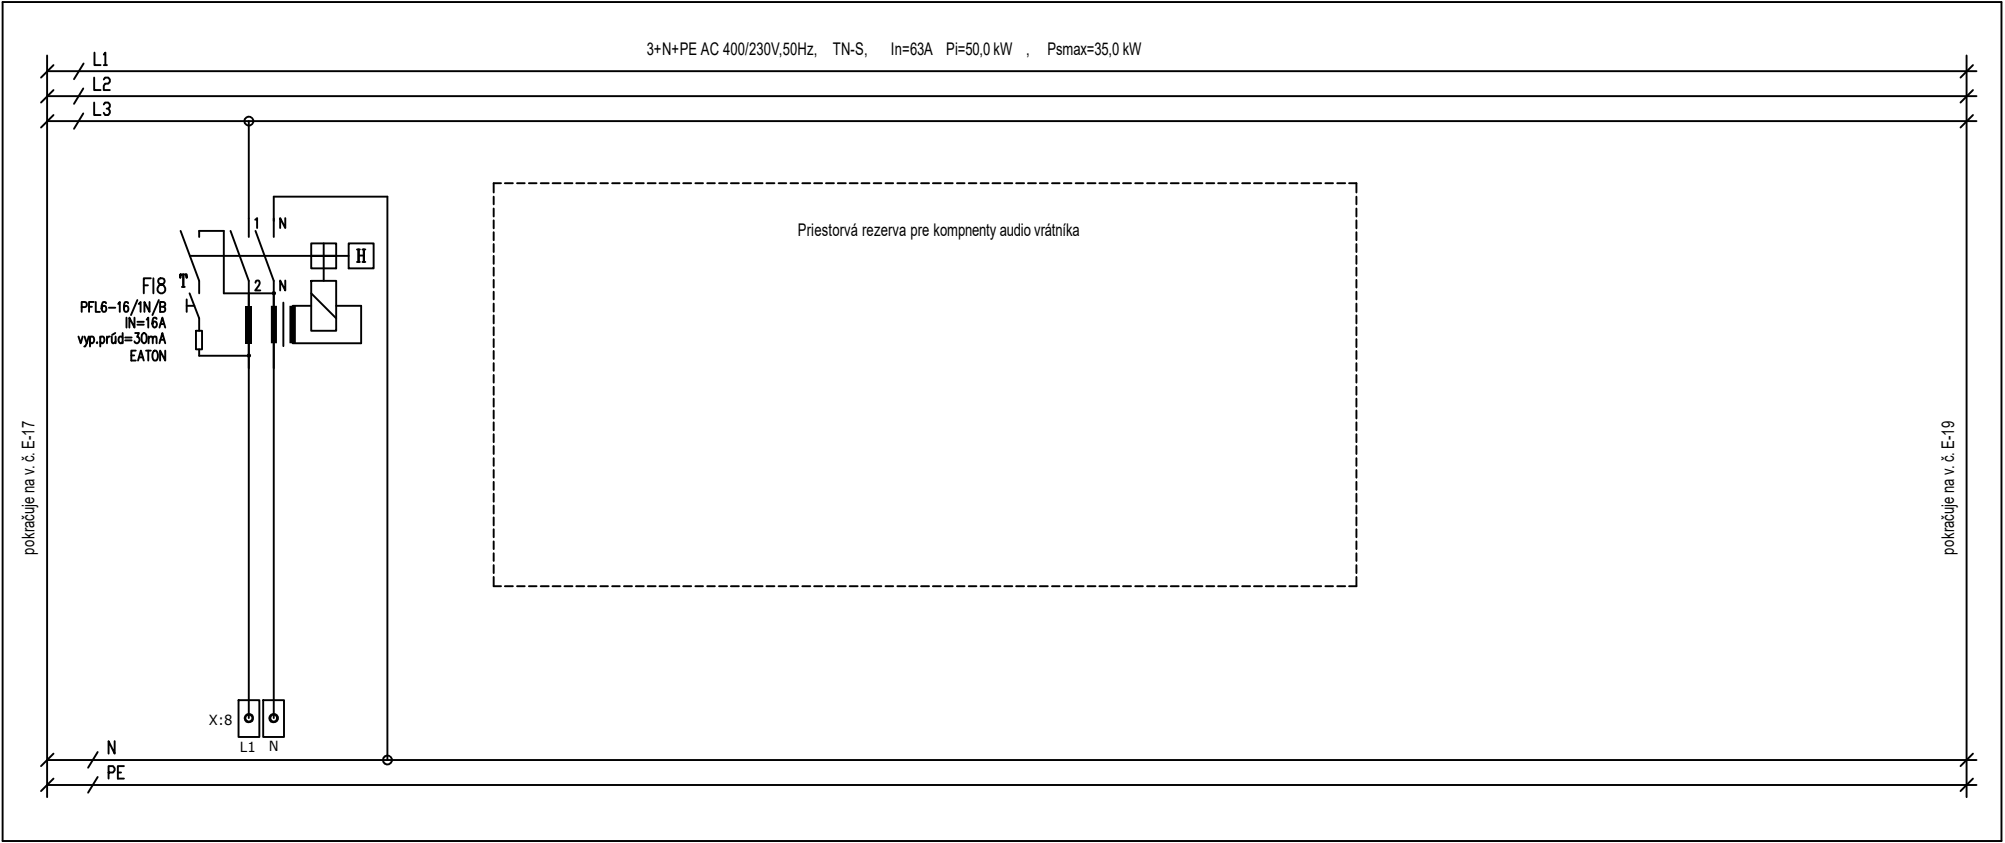 3+N+PE AC 400/230V,50Hz, TN-S, In=63A Pi=50,0 kW , Psmax=35,0 kW
L1
L2
L3
Priestorvá rezerva pre kompnenty audio vrátníka
1 N
H
T
2 N
FI8
PFL6-16/1N/B
IN=16A
vyp.prúd=30mA
EATON
pokračuje na v. č. E-17
pokračuje na v. č. E-19
X:8
L1 N
N
PE